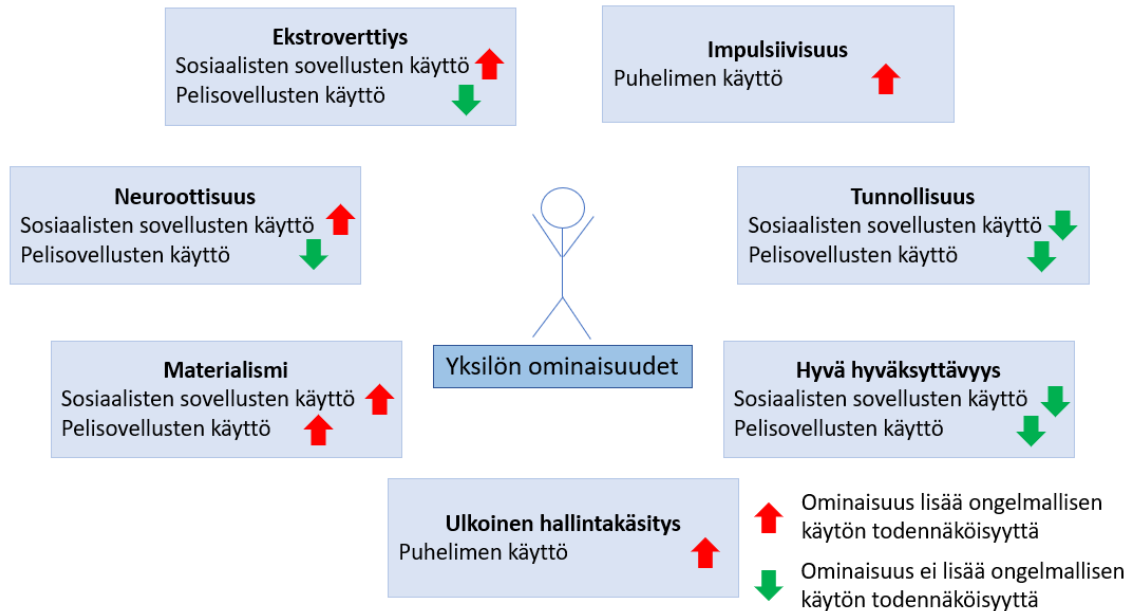 Ekstroverttiys
Sosiaalisten sovellusten käyttö
Pelisovellusten käyttö
Impulsiivisuus
Puhelimen käyttö
Neuroottisuus
Sosiaalisten sovellusten käyttö
Pelisovellusten käyttö
Tunnollisuus
Sosiaalisten sovellusten käyttö
Pelisovellusten käyttö
Materialismi
Sosiaalisten sovellusten käyttö
Pelisovellusten käyttö
Yksilön ominaisuudet
Hyvä hyväksyttävyys
Sosiaalisten sovellusten käyttö
Pelisovellusten käyttö
Ulkoinen hallintakäsitys
Puhelimen käyttö
Ominaisuus lisää ongelmallisen
käytön todennäköisyyttä
Ominaisuus ei lisää ongelmallisen
käytön todennäköisyyttä